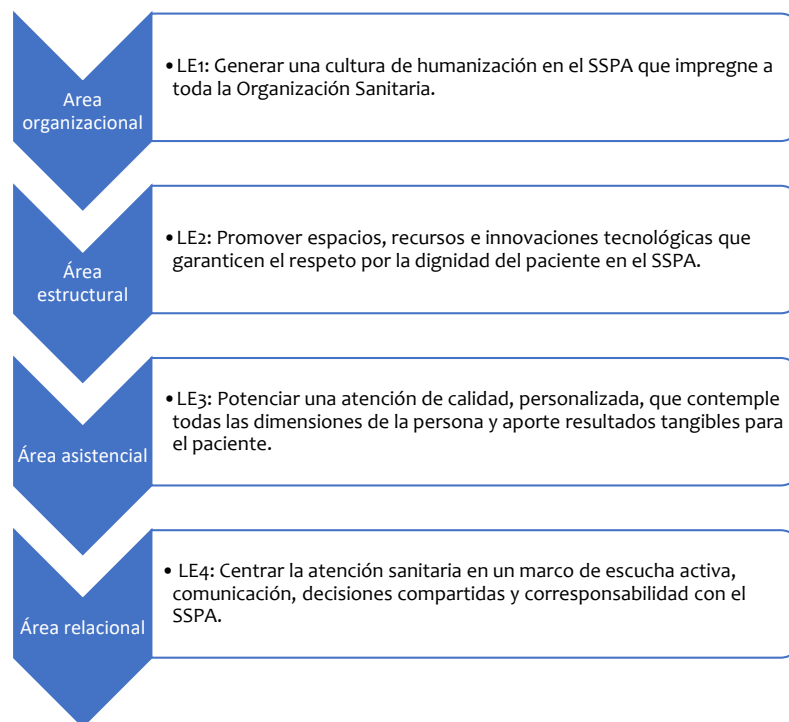 Area
organizacional
•LE1: Generar una cultura de humanización en el SSPA que impregne a
toda la Organización Sanitaria.
Área
estructural
•LE2: Promover espacios, recursos e innovaciones tecnológicas que
garanticen el respeto por la dignidad del paciente en el SSPA.
Área asistencial
•LE3: Potenciar una atención de calidad, personalizada, que contemple
todas las dimensiones de la persona y aporte resultados tangibles para
el paciente.
Área relacional
• LE4: Centrar la atención sanitaria en un marco de escucha activa,
comunicación, decisiones compartidas y corresponsabilidad con el
SSPA.